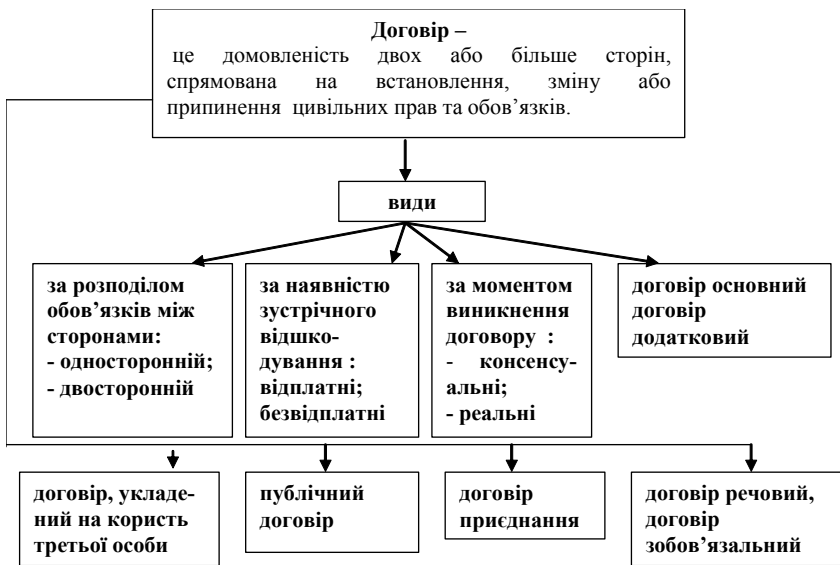 Договір –
це домовленість двох або більше сторін,
спрямована на встановлення, зміну або
припинення цивільних прав та обов’язків.
види
за розподілом
обов’язків між
сторонами:
- односторонній;
- двосторонній
за наявністю
зустрічного
відшко-
дування :
відплатні;
безвідплатні
за моментом
виникнення
договору :
- консенсу-
альні;
- реальні
договір основний
договір
додатковий
договір, укладе-
ний на користь
третьої особи
публічний
договір
договір
приєднання
договір речовий,
договір
зобов’язальний